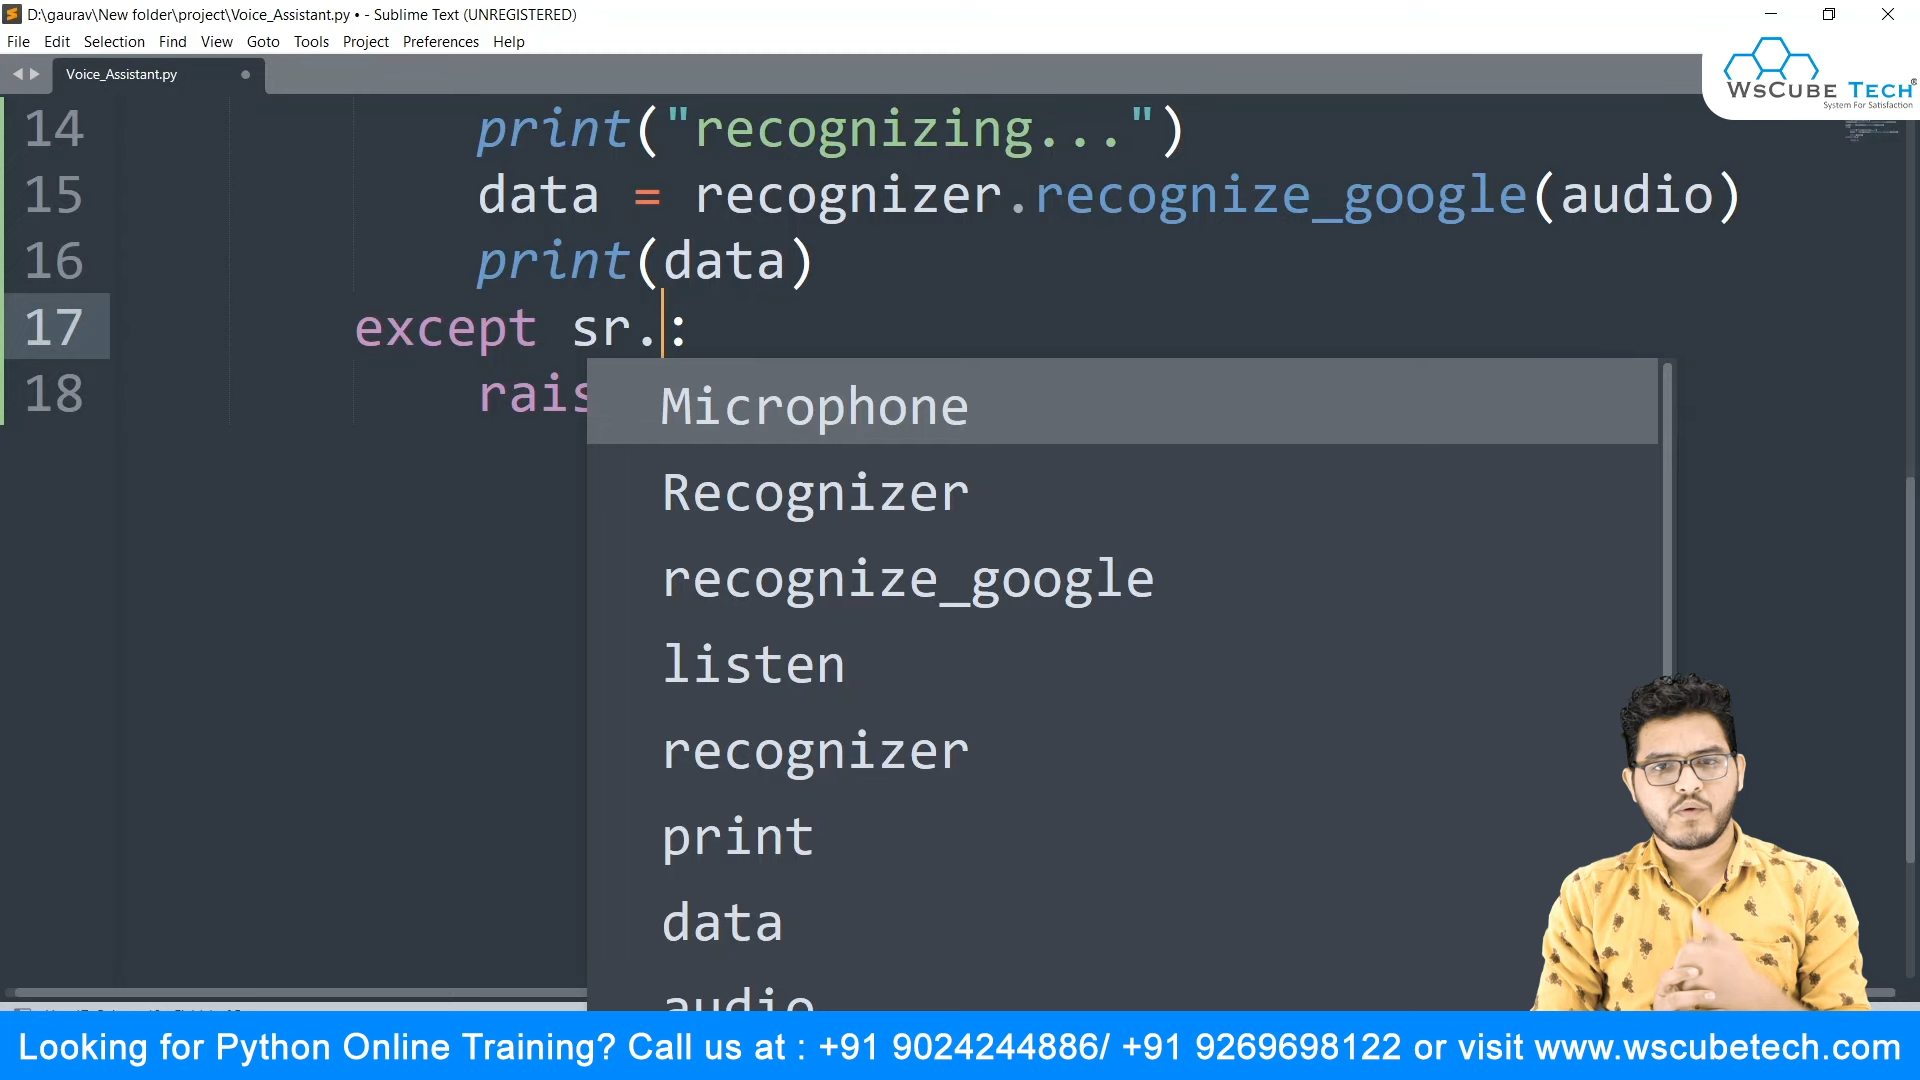 D:\gaurav\New folder\project\Voice_Assistant.py • - Sublime Text (UNREGISTERED)
File Edit Selection Find View Goto Tools Project Preferences Help
Voice_Assistant.py
WsCube Tech
System For Satisfaction
14 print("recognizing...")
15 data = recognizer.recognize_google(audio)
16 print(data)
17 except sr.:
18 rais
Microphone
Recognizer
recognize_google
listen
recognizer
print
data
audio
Looking for Python Online Training? Call us at : +91 9024244886/ +91 9269698122 or visit www.wscubetech.com